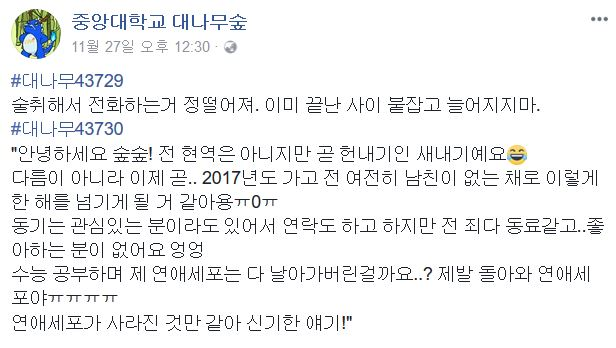 중앙대학교 대나무숲
11월 27일 오후 12:30 ·
#대나무43729
술취해서 전화하는거 정떨어져. 이미 끝난 사이 붙잡고 늘어지지마.
#대나무43730
"안녕하세요 숲숲! 전 현역은 아니지만 곧 헌내기인 새내기예요😂
다름이 아니라 이제 곧.. 2017년도 가고 전 여전히 남친이 없는 채로 이렇게
한 해를 넘기게 될 거 같아용ㅠ0ㅠ
동기는 관심있는 분이라도 있어서 연락도 하고 하지만 전 죄다 동료같고..좋
아하는 분이 없어요 엉엉
수능 공부하며 제 연애세포는 다 날아가버린걸까요..? 제발 돌아와 연애세
포야ㅠㅠㅠㅠ
연애세포가 사라진 것만 같아 신기한 얘기!"